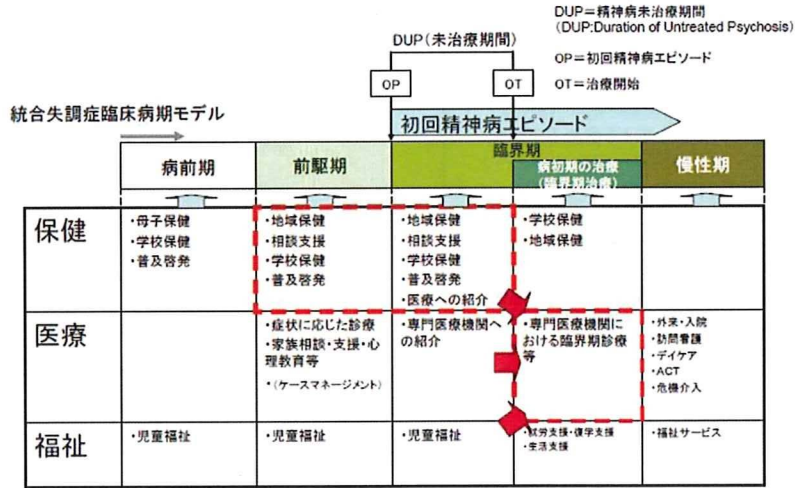 DUP=精神病未治療期間
(DUP:Duration of Untreated Psychosis)
DUP(未治療期間)
OP=初回精神病エピソード
OP
OT
OT=治療開始
統合失調症臨床病期モデル
初回精神病エピソード
病前期
前駆期
臨界期
病初期の治療
(臨界期治療)
慢性期
保健
・母子保健
・学校保健
・普及啓発
・地域保健
・相談支援
・学校保健
・普及啓発
・地域保健
・相談支援
・学校保健
・普及啓発
・医療への紹介
・学校保健
・地域保健
医療
・症状に応じた診療
・家族相談・支援・心
理教育等
・(ケースマネージメント)
・専門医療機関へ
の紹介
・専門医療機関に
おける臨界期診療
等
・外来・入院
・訪問看護
・デイケア
・ACT
・危機介入
福祉
・児童福祉
・児童福祉
・児童福祉
・就労支援・復学支援
・生活支援
・福祉サービス